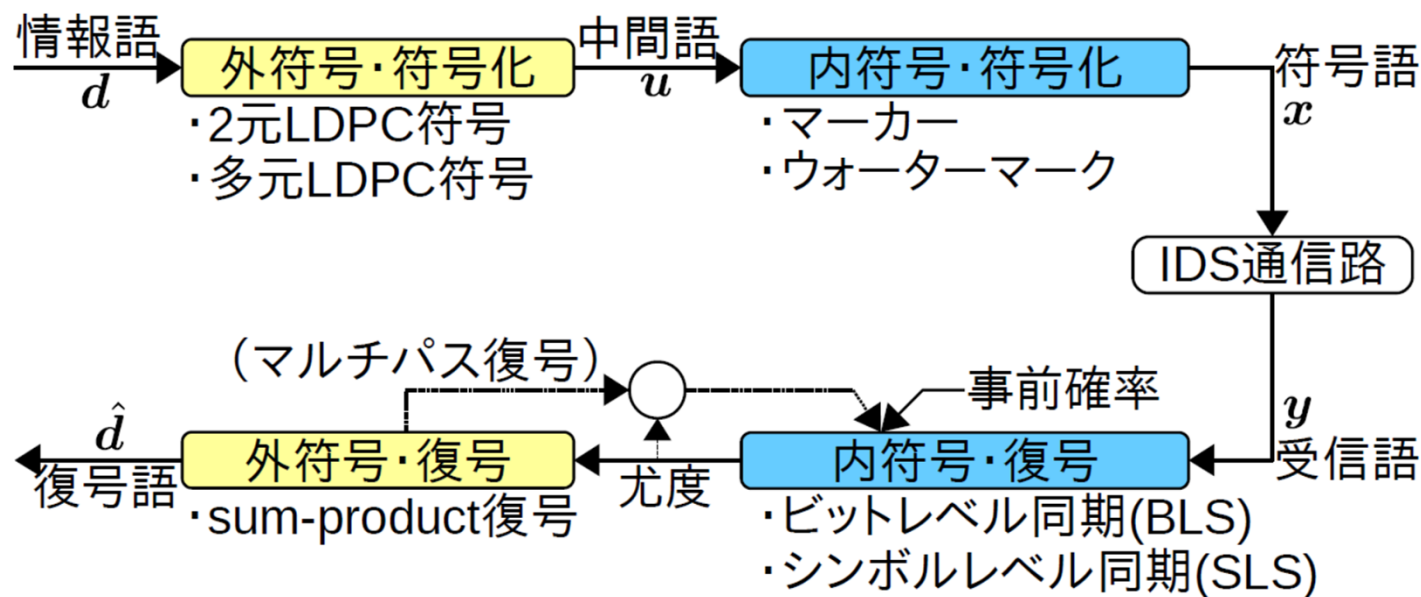 情報語
d
外符号・符号化
・2元LDPC符号
・多元LDPC符号
中間語
u
内符号・符号化
・マーカー
・ウォーターマーク
符号語
x
IDS通信路
y
受信語
事前確率
内符号・復号
・ビットレベル同期(BLS)
・シンボルレベル同期(SLS)
尤度
(マルチパス復号)
外符号・復号
・sum-product復号
d̂
復号語